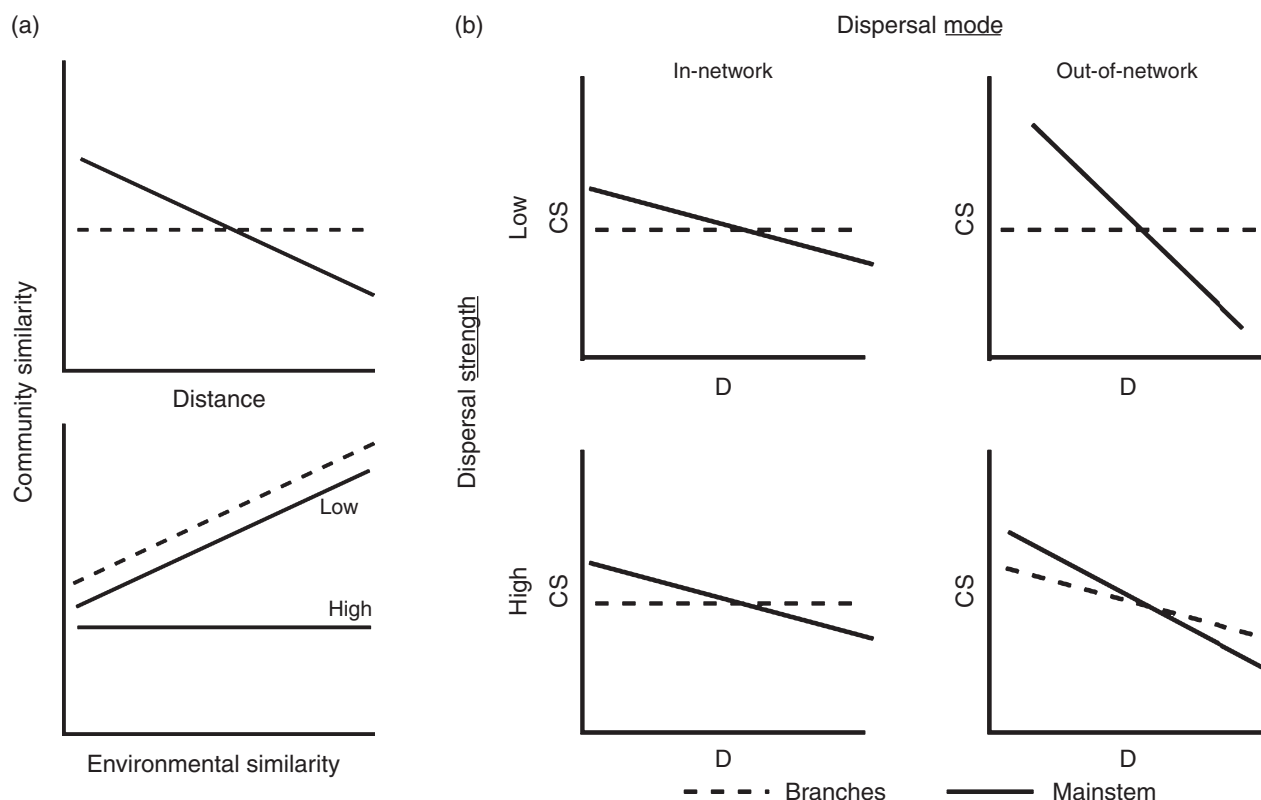 (a)
Community similarity
Distance
Low
High
Environmental similarity
(b)
Dispersal mode
In-network
Out-of-network
Dispersal strength
Low
CS
D
CS
D
High
CS
D
CS
D
Branches
Mainstem